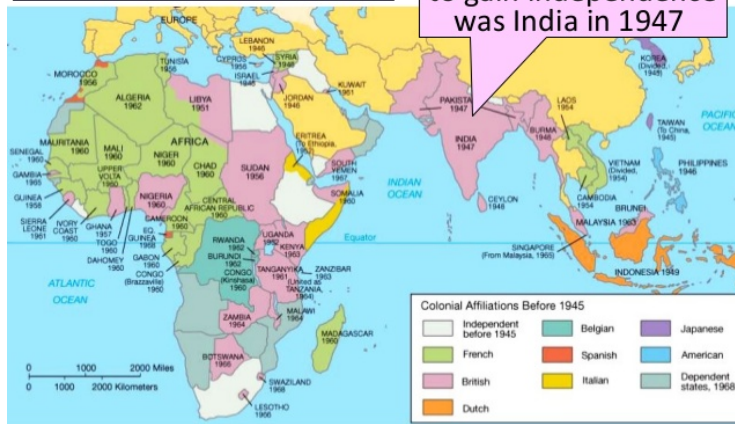 to gain independence
was India in 1947
EUROPE
LEBANON
1946
TUNISIA
1956
CYPRUS
SYRIA
1946
MOROCCO
1956
ISRAEL
KUWAIT
1961
JORDAN
1946
ALGERIA
1962
LIBYA
1951
KOREA
(Divided,
1945)
PAKISTAN
1947
LAOS
1954
PACIFIC
OCEAN
TAIWAN
(To China,
1945)
INDIA
1947
BURMA
1948
MAURITANIA
1960
MALI
1960
NIGER
1960
AFRICA
CHAD
1960
ERITREA
(To Ethiopia,
SENEGAL
1960
GAMBIA
1965
UPPER
VOLTA
1960
SUDAN
1956
SOUTH
YEMEN
1967
VIETNAM
(Divided,
1954)
PHILIPPINES
1946
GUINEA
1958
NIGERIA
1960
SOMALIA
1960
INDIAN
OCEAN
CEYLON
1948
CAMBODIA
1954
CENTRAL
AFRICAN REPUBLIC
1960
SIERRA
LEONE
1961
IVORY
COAST
1960
GHANA
1957
TOGO
1960
DAHOMEY
1960
CAMEROON
1960
EQ.
GUINEA
1968
BRUNEI
MALAYSIA 1963
GABON
1960
CONGO
(Brazzaville)
1960
RWANDA
1962
BURUNDI
1962
CONGO
(Kinshasa)
1960
UGANDA
1962
KENYA
1963
Equator
SINGAPORE
(From Malaysia, 1965)
TANGANYIKA
1961
ZANZIBAR
1963
(United as
TANZANIA,
1964)
INDONESIA 1949
ATLANTIC
OCEAN
MALAWI
1964
ZAMBIA
1964
MADAGASCAR
1960
BOTSWANA
1966
SWAZILAND
1968
LESOTHO
1966
0 1000 2000 Miles
0 1000 2000 Kilometers
Colonial Affiliations Before 1945
Independent
before 1945
French
British
Dutch
Belgian
Spanish
Italian
Japanese
American
Dependent
states, 1968